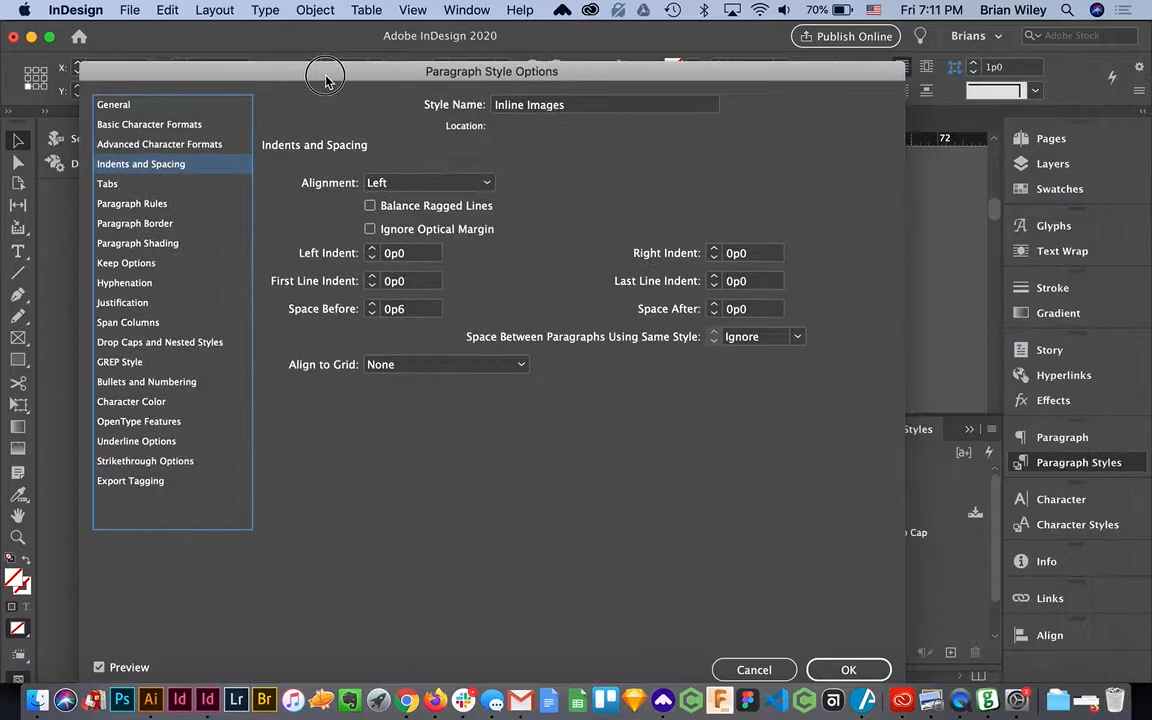 InDesign File Edit Layout Type Object Table View Window Help 70% Fri 7:11 PM Brian Wiley
Adobe InDesign 2020 Publish Online Brians Adobe Stock
X: 1p0
Y:
Paragraph Style Options
General
Style Name: Inline Images
Location:
Basic Character Formats
Advanced Character Formats
Indents and Spacing
Tabs
Paragraph Rules
Paragraph Border
Paragraph Shading
Keep Options
Hyphenation
Justification
Span Columns
Drop Caps and Nested Styles
GREP Style
Bullets and Numbering
Character Color
OpenType Features
Underline Options
Strikethrough Options
Export Tagging
Indents and Spacing
Alignment: Left
Balance Ragged Lines
Ignore Optical Margin
Left Indent: 0p0 Right Indent: 0p0
First Line Indent: 0p0 Last Line Indent: 0p0
Space Before: 0p6 Space After: 0p0
Space Between Paragraphs Using Same Style: Ignore
Align to Grid: None
Preview
Cancel OK
72
Styles
Cap
Pages
Layers
Swatches
Glyphs
Text Wrap
Stroke
Gradient
Story
Hyperlinks
Effects
Paragraph
Paragraph Styles
Character
Character Styles
Info
Links
Align
Ps Ai Id Id Lr Br